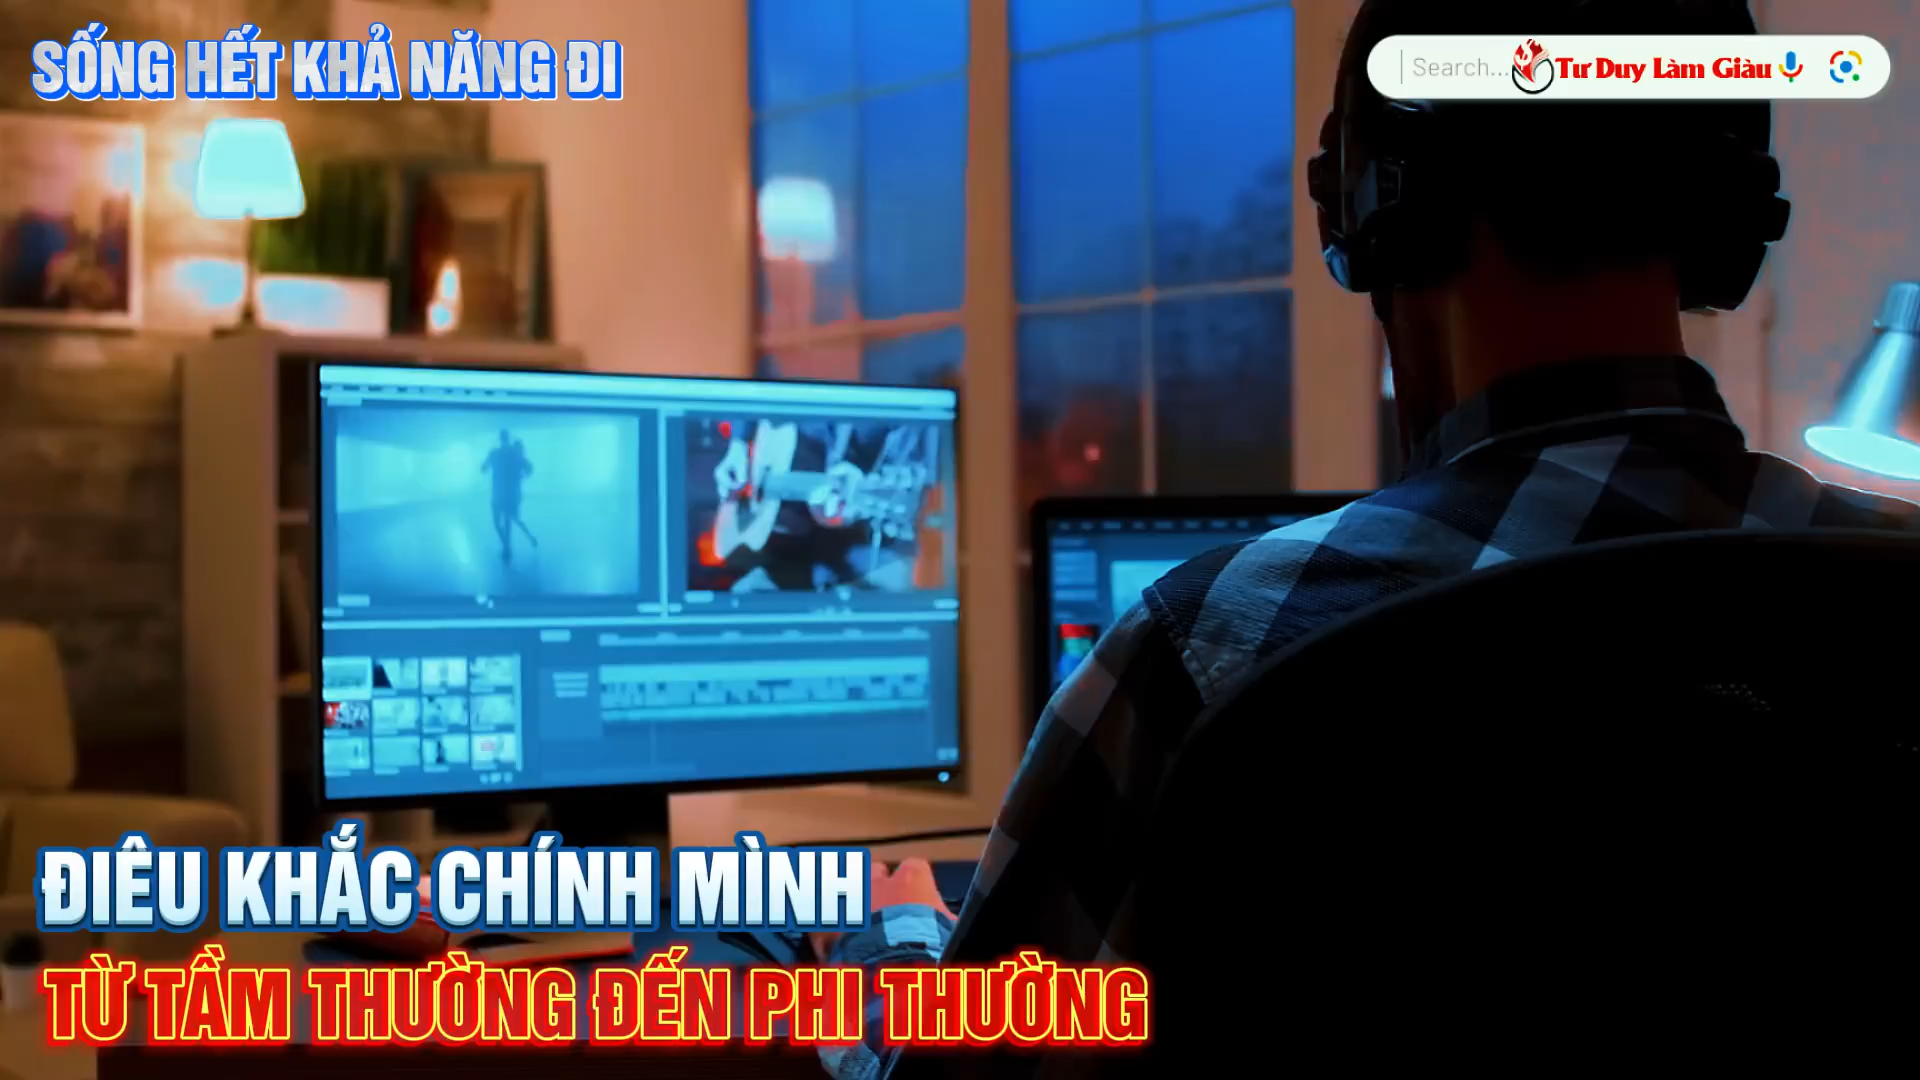 SỐNG HẾT KHẢ NĂNG ĐI
Search... Tư Duy Làm Giàu
ĐIÊU KHẮC CHÍNH MÌNH
TỪ TẦM THƯỜNG ĐẾN PHI THƯỜNG